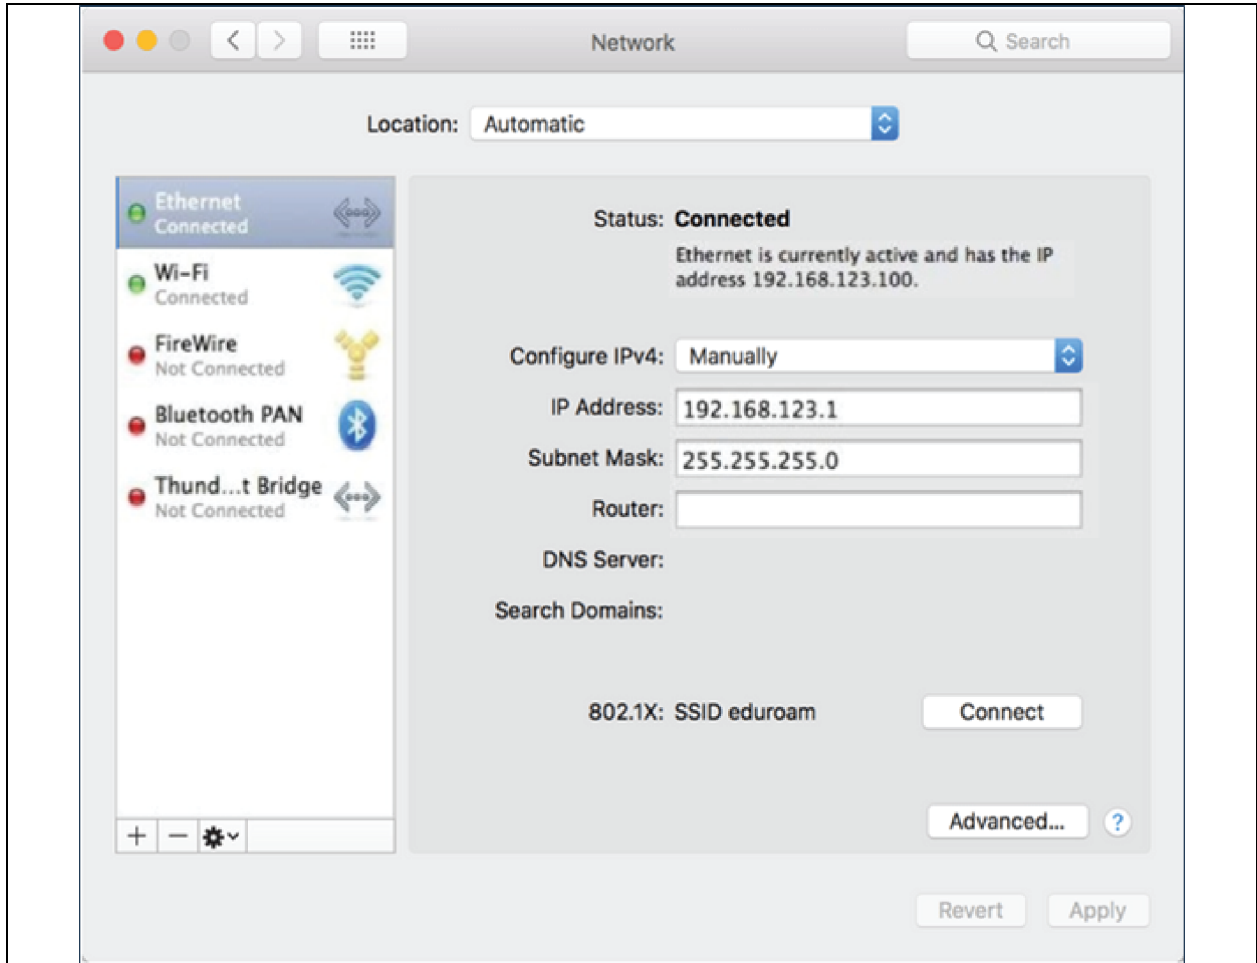 Network
Search
Location: Automatic
Ethernet
Connected
Wi-Fi
Connected
FireWire
Not Connected
Bluetooth PAN
Not Connected
Thund...t Bridge
Not Connected
Status: Connected
Ethernet is currently active and has the IP
address 192.168.123.100.
Configure IPv4: Manually
IP Address: 192.168.123.1
Subnet Mask: 255.255.255.0
Router:
DNS Server:
Search Domains:
802.1X: SSID eduroam Connect
Advanced... ?
Revert Apply